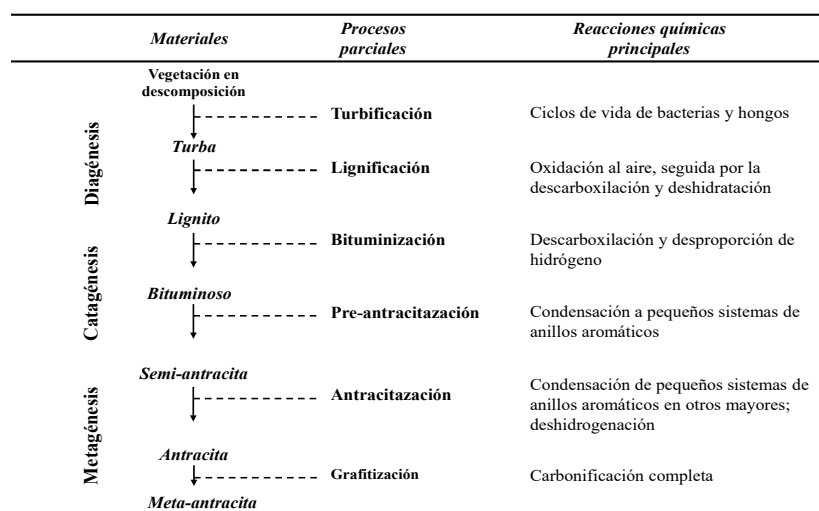 Materiales
Procesos
parciales
Reacciones químicas
principales
Vegetación en
descomposición
Turbificación
Ciclos de vida de bacterias y hongos
Diagénesis
Turba
Lignificación
Oxidación al aire, seguida por la
descarboxilación y deshidratación
Lignito
Bituminización
Descarboxilación y desproporción de
hidrógeno
Catagénesis
Bituminoso
Pre-antracitazación
Condensación a pequeños sistemas de
anillos aromáticos
Semi-antracita
Antracitazación
Condensación de pequeños sistemas de
anillos aromáticos en otros mayores;
deshidrogenación
Metagénesis
Antracita
Grafitización
Carbonificación completa
Meta-antracita